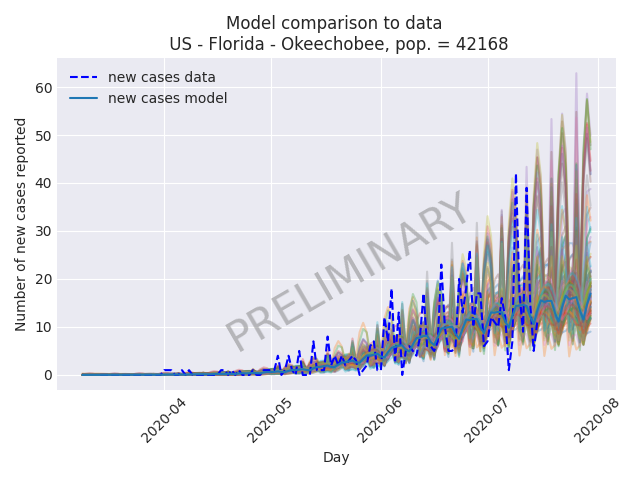 Model comparison to data
US - Florida - Okeechobee, pop. = 42168
new cases data
new cases model
Number of new cases reported
60
50
40
30
20
10
0
PRELIMINARY
2020-04
2020-05
2020-06
2020-07
2020-08
Day